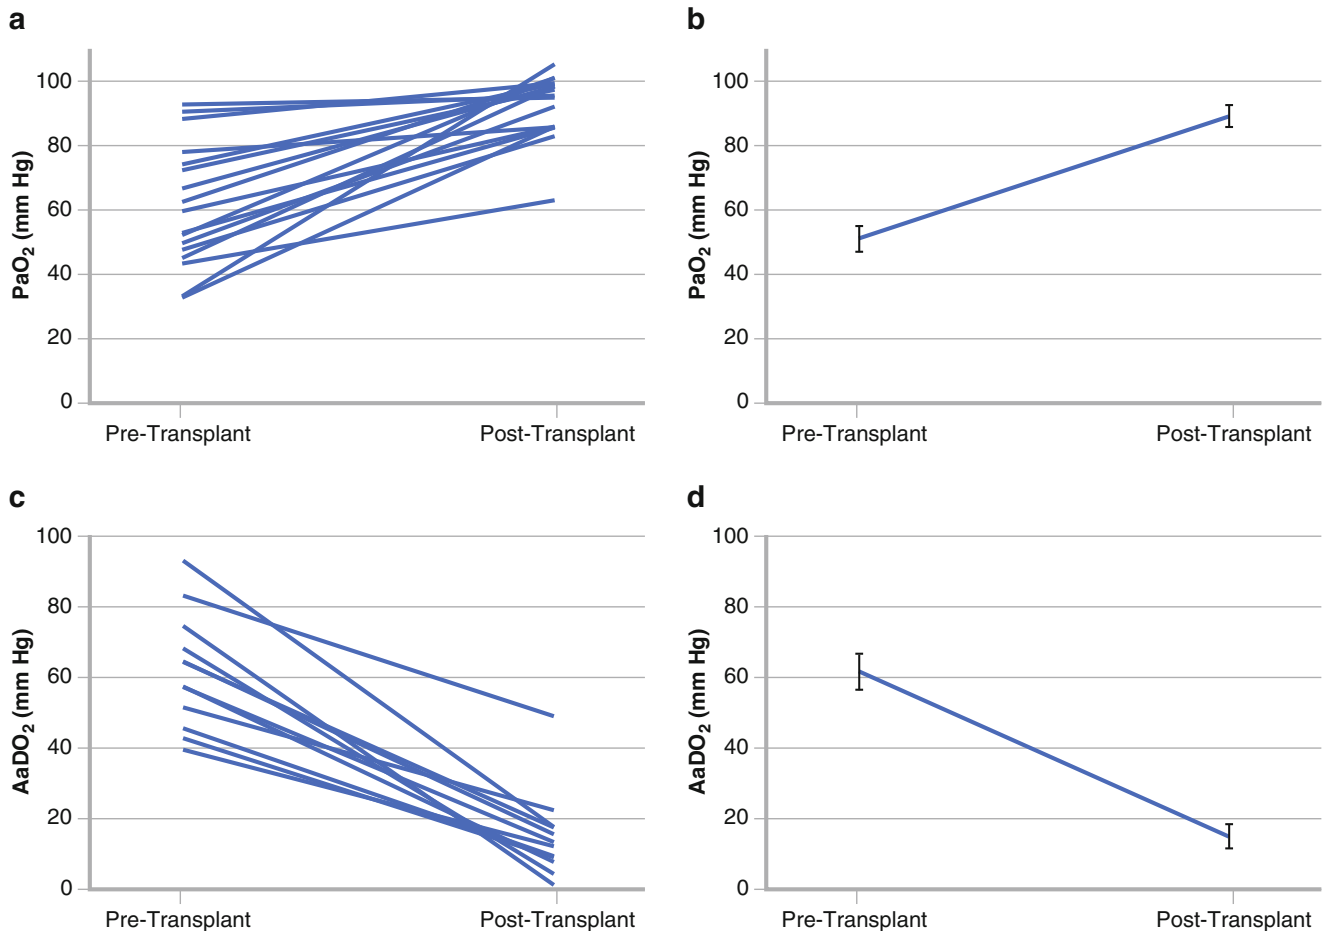 a
PaO₂ (mm Hg)
100
80
60
40
20
0
Pre-Transplant Post-Transplant
b
PaO₂ (mm Hg)
100
80
60
40
20
0
Pre-Transplant Post-Transplant
c
AaDO₂ (mm Hg)
100
80
60
40
20
0
Pre-Transplant Post-Transplant
d
AaDO₂ (mm Hg)
100
80
60
40
20
0
Pre-Transplant Post-Transplant